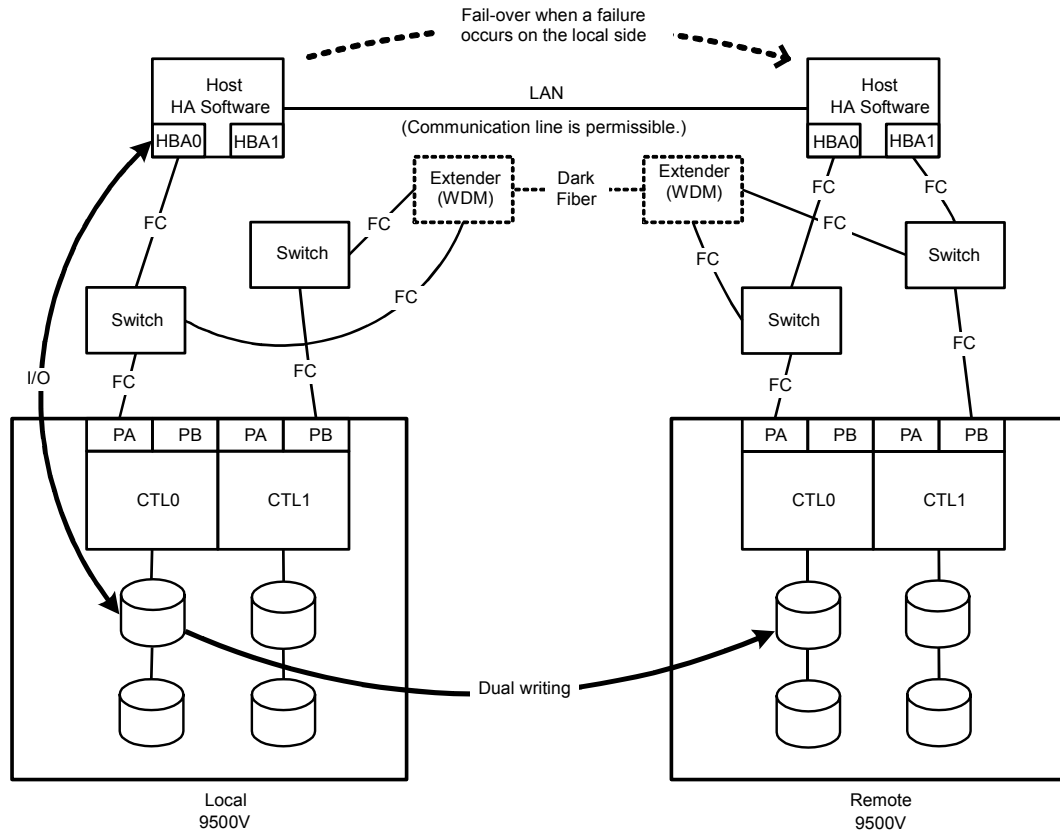 Fail-over when a failure
occurs on the local side
Host
HA Software
HBA0
HBA1
LAN
(Communication line is permissible.)
Host
HA Software
HBA0
HBA1
Extender
(WDM)
Dark
Fiber
Extender
(WDM)
FC
FC
FC
FC
FC
FC
Switch
Switch
FC
Switch
Switch
FC
FC
FC
I/O
FC
FC
PA
PB
PA
PB
PA
PB
PA
PB
CTL0
CTL1
CTL0
CTL1
Dual writing
Local
9500V
Remote
9500V